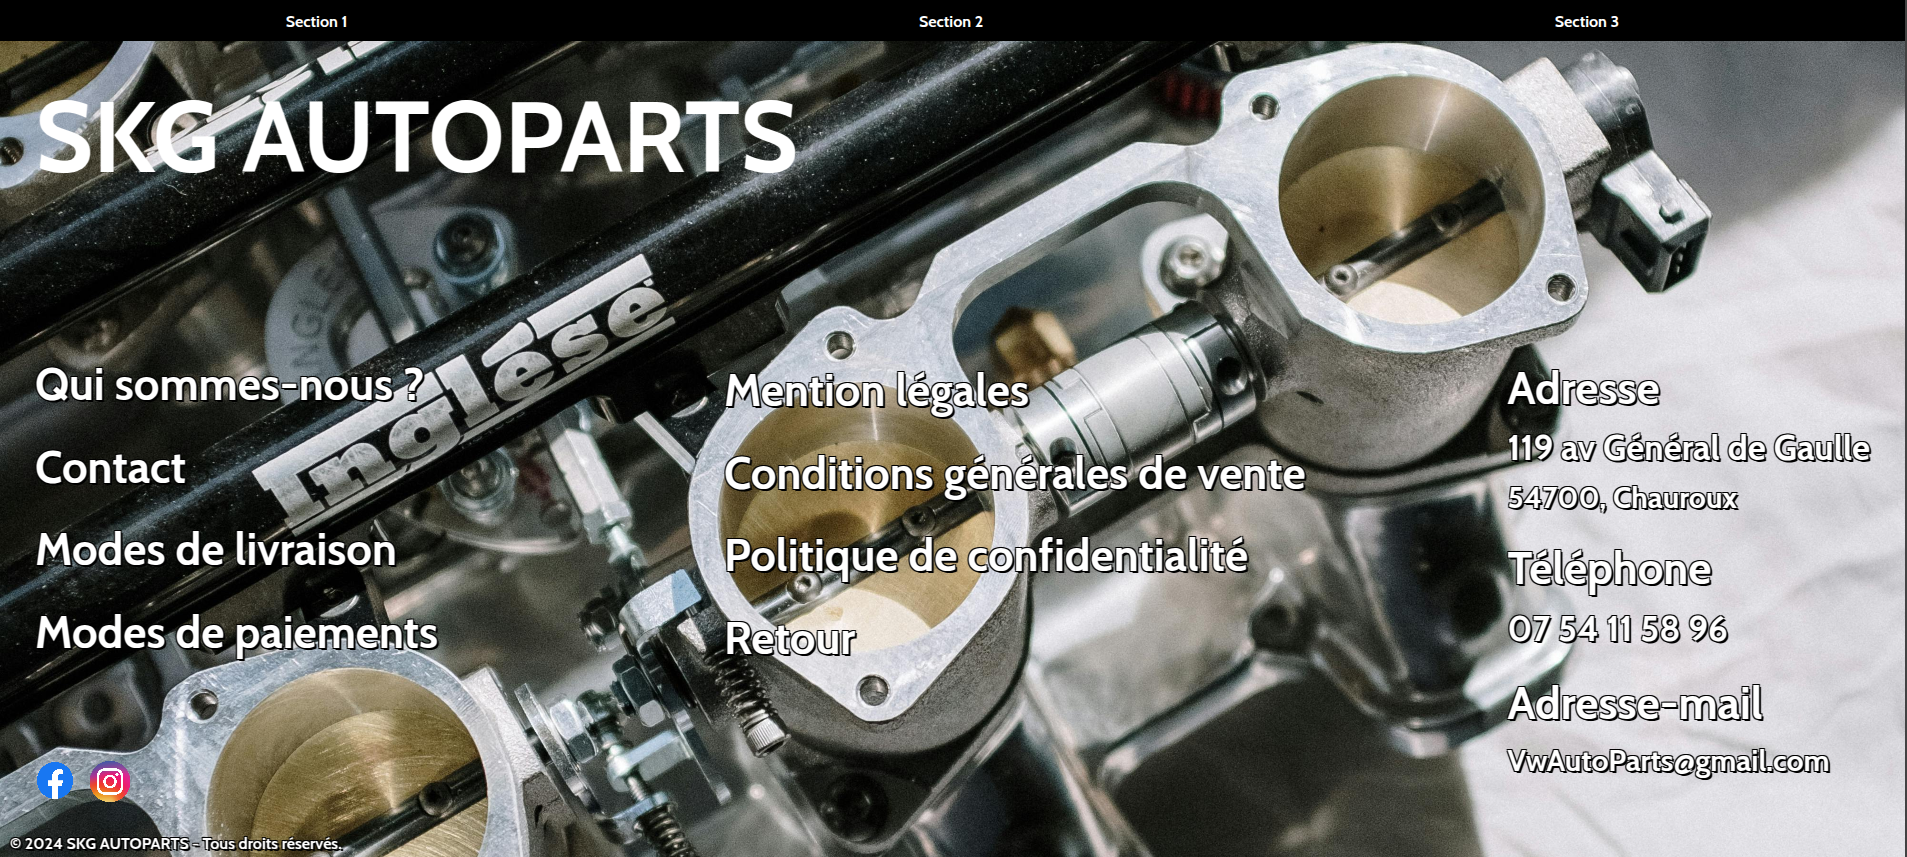 Section 1
Section 2
Section 3
SKG AUTOPARTS
Inglese
Qui sommes-nous ?
Contact
Modes de livraison
Modes de paiements
Mention légales
Conditions générales de vente
Politique de confidentialité
Retour
Adresse
119 av Général de Gaulle
54700, Chauroux
Téléphone
07 54 11 58 96
Adresse-mail
VwAutoParts@gmail.com
© 2024 SKG AUTOPARTS - Tous droits réservés.